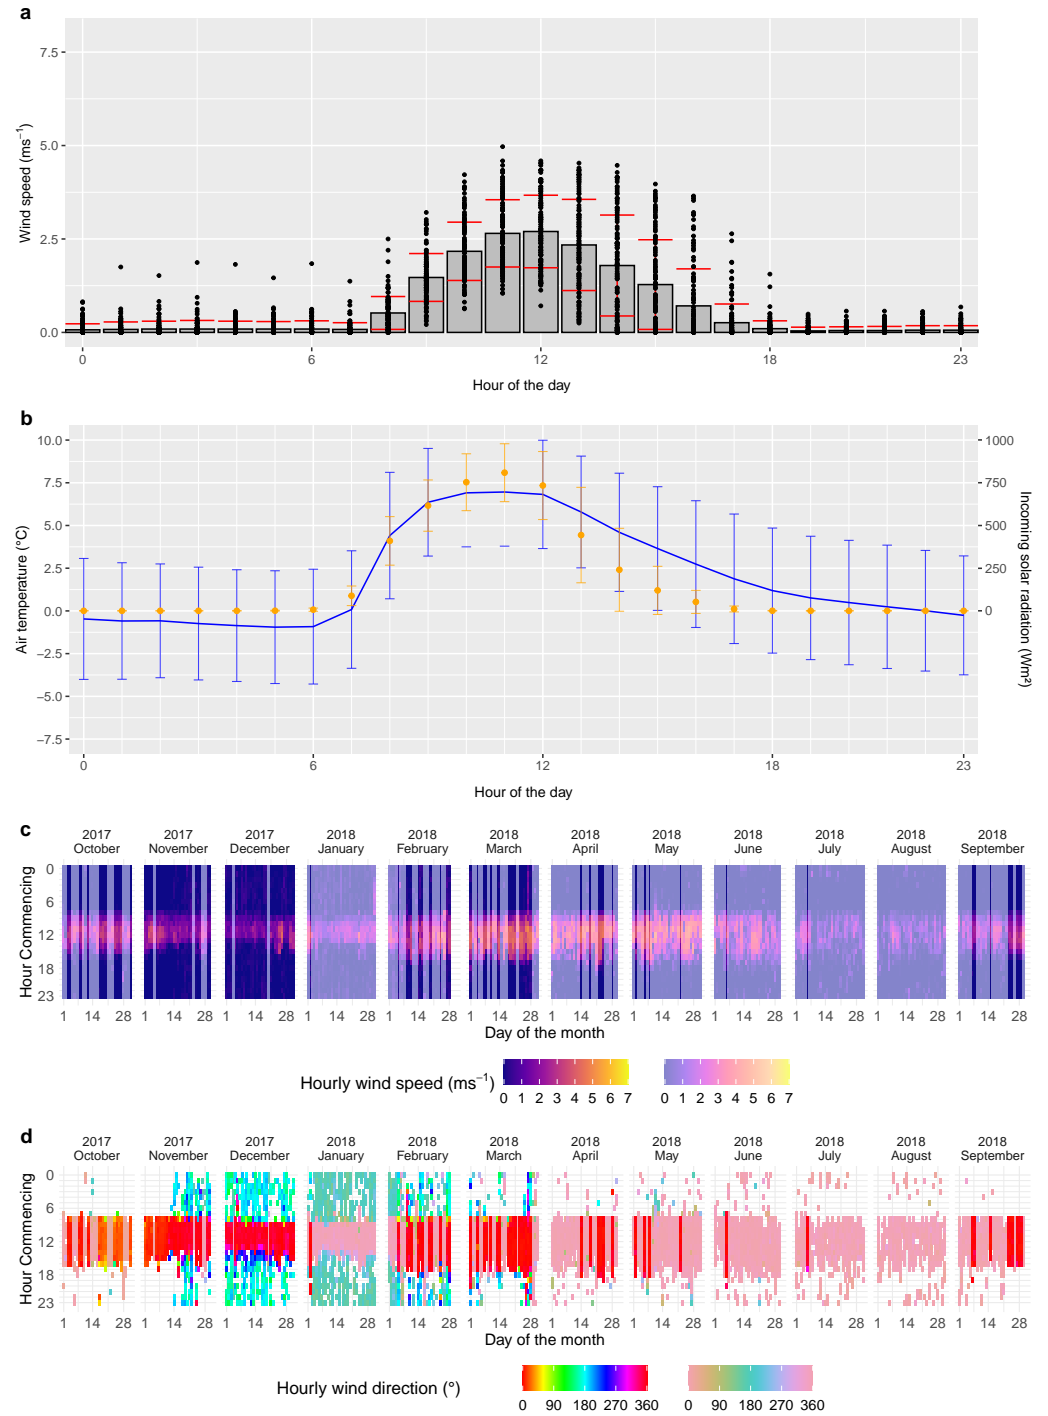 a
7.5
5.0
2.5
0.0
Wind speed (ms⁻¹)
0 6 12 18 23
Hour of the day
b
10.0
7.5
5.0
2.5
0.0
−2.5
−5.0
−7.5
Air temperature (°C)
1000
750
500
250
0
Incoming solar radiation (Wm²)
0 6 12 18 23
Hour of the day
c
2017 2017 2017 2018 2018 2018 2018 2018 2018 2018 2018 2018
October November December January February March April May June July August September
Hour Commencing
0
6
12
18
23
1 14 28 1 14 28 1 14 28 1 14 28 1 14 28 1 14 28 1 14 28 1 14 28 1 14 28 1 14 28 1 14 28 1 14 28
Day of the month
Hourly wind speed (ms⁻¹)
0 1 2 3 4 5 6 7 0 1 2 3 4 5 6 7
d
2017 2017 2017 2018 2018 2018 2018 2018 2018 2018 2018 2018
October November December January February March April May June July August September
Hour Commencing
0
6
12
18
23
1 14 28 1 14 28 1 14 28 1 14 28 1 14 28 1 14 28 1 14 28 1 14 28 1 14 28 1 14 28 1 14 28 1 14 28
Day of the month
Hourly wind direction (°)
0 90 180 270 360 0 90 180 270 360